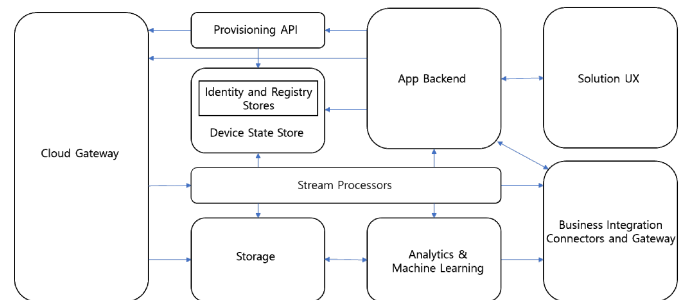 Provisioning API
App Backend
Solution UX
Identity and Registry
Stores
Device State Store
Cloud Gateway
Stream Processors
Business Integration
Connectors and Gateway
Storage
Analytics &
Machine Learning